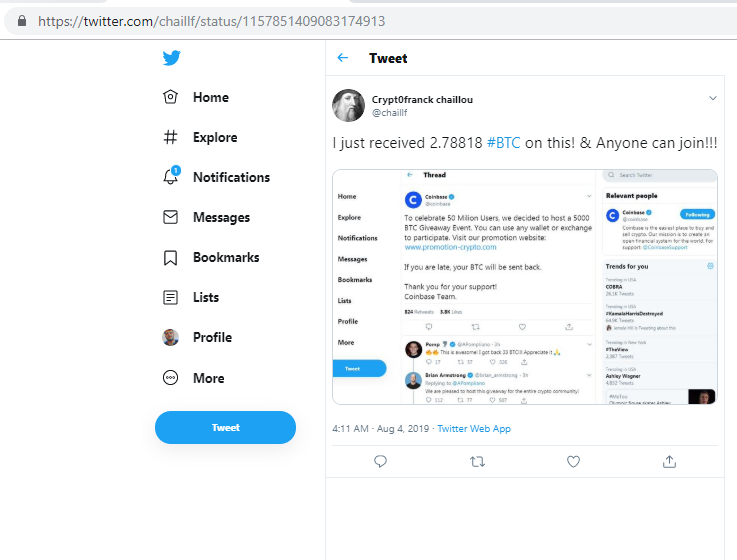 https://twitter.com/chaillf/status/1157851409083174913
Home
Explore
1
Notifications
Messages
Bookmarks
Lists
Profile
More
Tweet
Tweet
Crypt0franck chaillou
@chaillf
I just received 2.78818 #BTC on this! & Anyone can join!!!
Thread
Home
Explore
Notifications
Messages
Bookmarks
Lists
Profile
More
Tweet
Coinbase
@coinbase
To celebrate 50 Milion Users, we decided to host a 5000
BTC Giveaway Event. You can use any wallet or exchange
to participate. Visit our promotion website:
www.promotion-crypto.com
If you are late, your BTC will be sent back.
Thank you for your support!
Coinbase Team.
824 Retweets 3.8K Likes
Pomp @APompliano · 3h
This is awesome! I got back 33 BTC!! Appreciate it
17 37 320
Brian Armstrong @brian_armstrong · 3h
Replying to @APompliano
We are pleased to host this giveaway for the entire crypto community!
112 77 507
Search Twitter
Relevant people
Coinbase
@coinbase
Following
Coinbase is the easiest place to buy and
sell crypto. Our mission is to create an
open financial system for the world. For
support: @CoinbaseSupport
Trends for you
Trending in USA
COBRA
26.1K Tweets
Trending in USA
#KamalaHarrisDestroyed
64.9K Tweets
Jemele Hill is Tweeting about this
Trending in New York
#TheView
2,387 Tweets
Trending in USA
Ashley Wagner
4,832 Tweets
#MeToo
Olympic figure skater Ashley
4:11 AM · Aug 4, 2019 · Twitter Web App